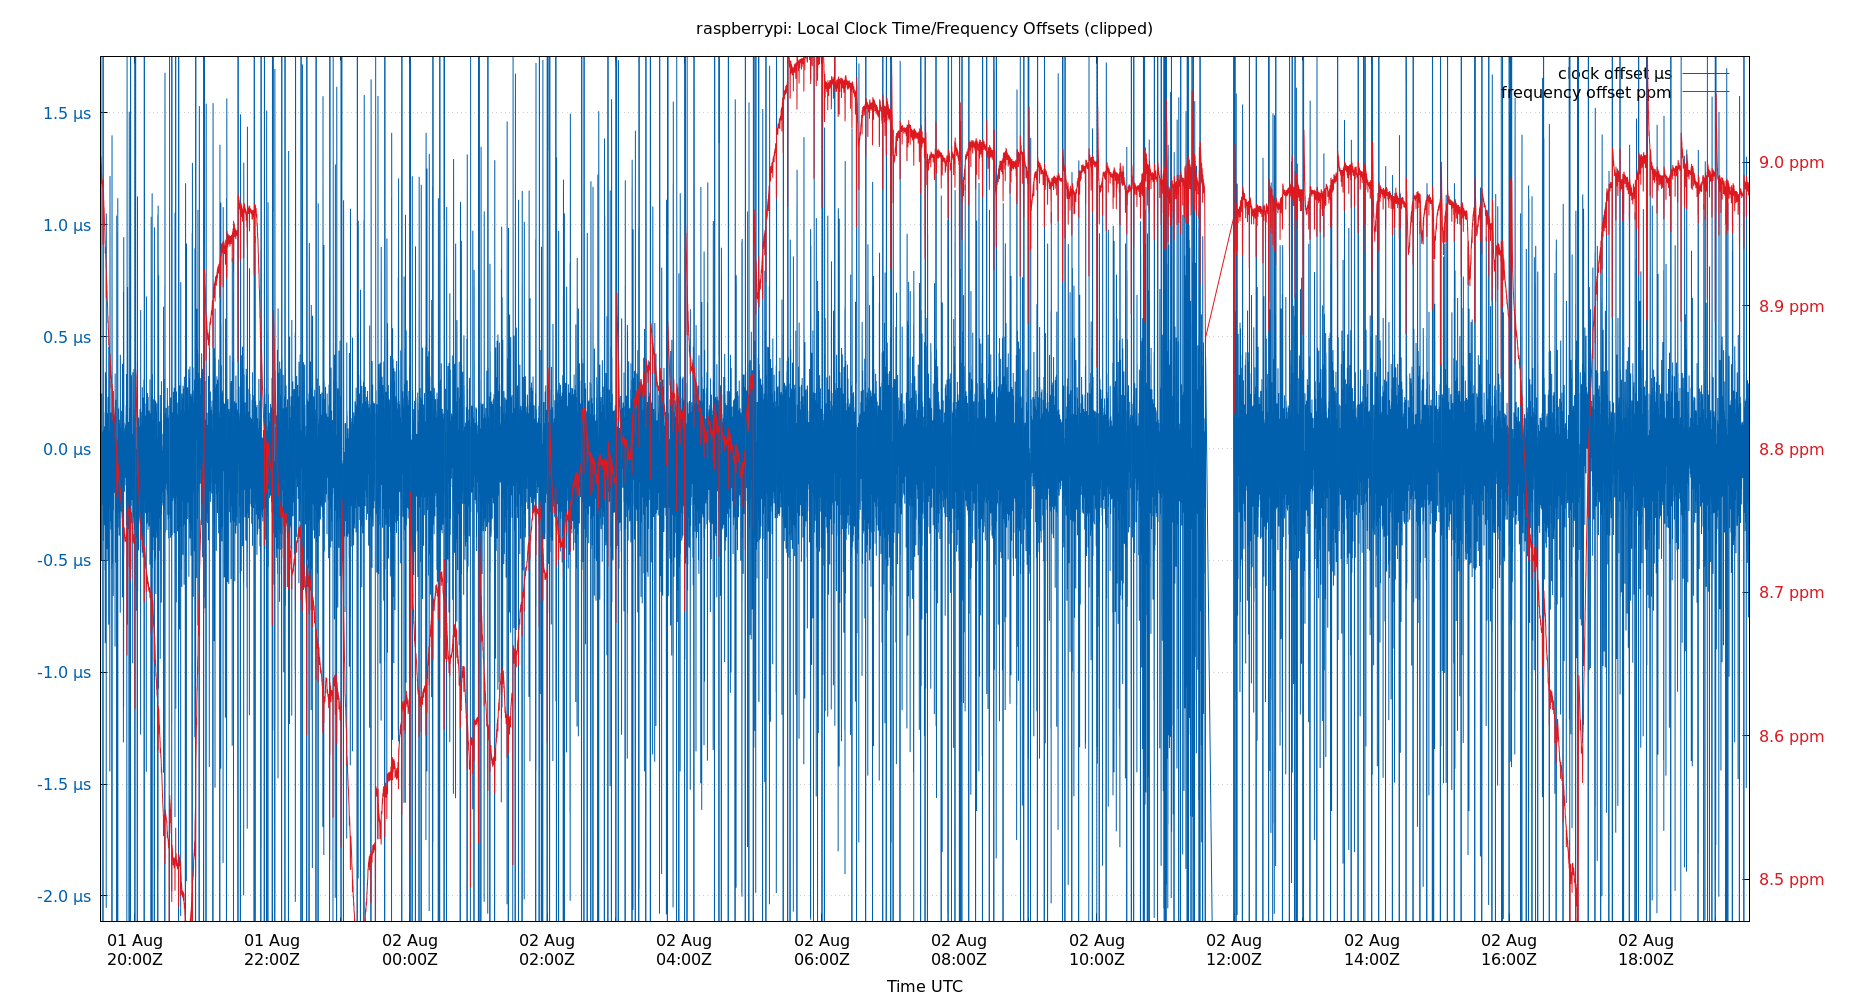 raspberrypi: Local Clock Time/Frequency Offsets (clipped)
clock offset µs
frequency offset ppm
1.5 µs
1.0 µs
0.5 µs
0.0 µs
-0.5 µs
-1.0 µs
-1.5 µs
-2.0 µs
9.0 ppm
8.9 ppm
8.8 ppm
8.7 ppm
8.6 ppm
8.5 ppm
01 Aug 01 Aug 02 Aug 02 Aug 02 Aug 02 Aug 02 Aug 02 Aug 02 Aug 02 Aug 02 Aug 02 Aug
20:00Z 22:00Z 00:00Z 02:00Z 04:00Z 06:00Z 08:00Z 10:00Z 12:00Z 14:00Z 16:00Z 18:00Z
Time UTC